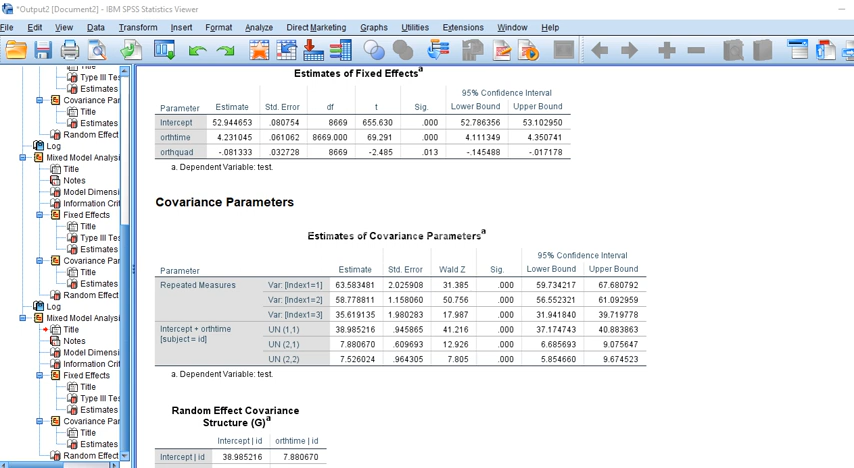 *Output2 [Document2] - IBM SPSS Statistics Viewer
File Edit View Data Transform Insert Format Analyze Direct Marketing Graphs Utilities Extensions Window Help
Title
Type III Tes
Estimates
Covariance Par
Title
Estimates
Random Effect
Log
Mixed Model Analysi
Title
Notes
Model Dimensi
Information Crit
Fixed Effects
Title
Type III Tes
Estimates
Covariance Par
Title
Estimates
Random Effect
Log
Mixed Model Analysi
Title
Notes
Model Dimensi
Information Crit
Fixed Effects
Title
Type III Tes
Estimates
Covariance Par
Title
Estimates
Random Effect
Estimates of Fixed Effects a
95% Confidence Interval
Parameter Estimate Std. Error df t Sig. Lower Bound Upper Bound
Intercept 52.944653 .080754 8669 655.630 .000 52.786356 53.102950
orthtime 4.231045 .061062 8669.000 69.291 .000 4.111349 4.350741
orthquad -.081333 .032728 8669 -2.485 .013 -.145488 -.017178
a. Dependent Variable: test.
Covariance Parameters
Estimates of Covariance Parameters a
95% Confidence Interval
Parameter Estimate Std. Error Wald Z Sig. Lower Bound Upper Bound
Repeated Measures Var: [Index1=1] 63.583481 2.025908 31.385 .000 59.734217 67.680792
Var: [Index1=2] 58.778811 1.158060 50.756 .000 56.552321 61.092959
Var: [Index1=3] 35.619135 1.980283 17.987 .000 31.941840 39.719778
Intercept + orthtime [subject = id] UN (1,1) 38.985216 .945865 41.216 .000 37.174743 40.883863
UN (2,1) 7.880670 .609693 12.926 .000 6.685693 9.075647
UN (2,2) 7.526024 .964305 7.805 .000 5.854660 9.674523
a. Dependent Variable: test.
Random Effect Covariance
Structure (G) a
Intercept | id orthtime | id
Intercept | id 38.985216 7.880670